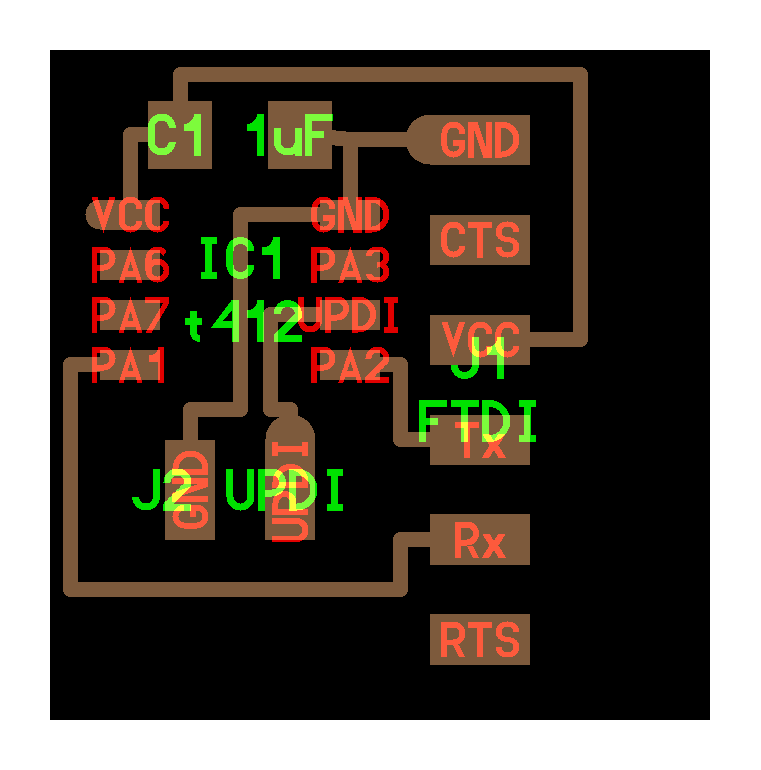 C1 1uF GND
VCC GND CTS
PA6 IC1 PA3
PA7 t412 UPDI VCC
J1
PA1 PA2
FTDI
Tx
GND UPDI
J2 UPDI
Rx
RTS